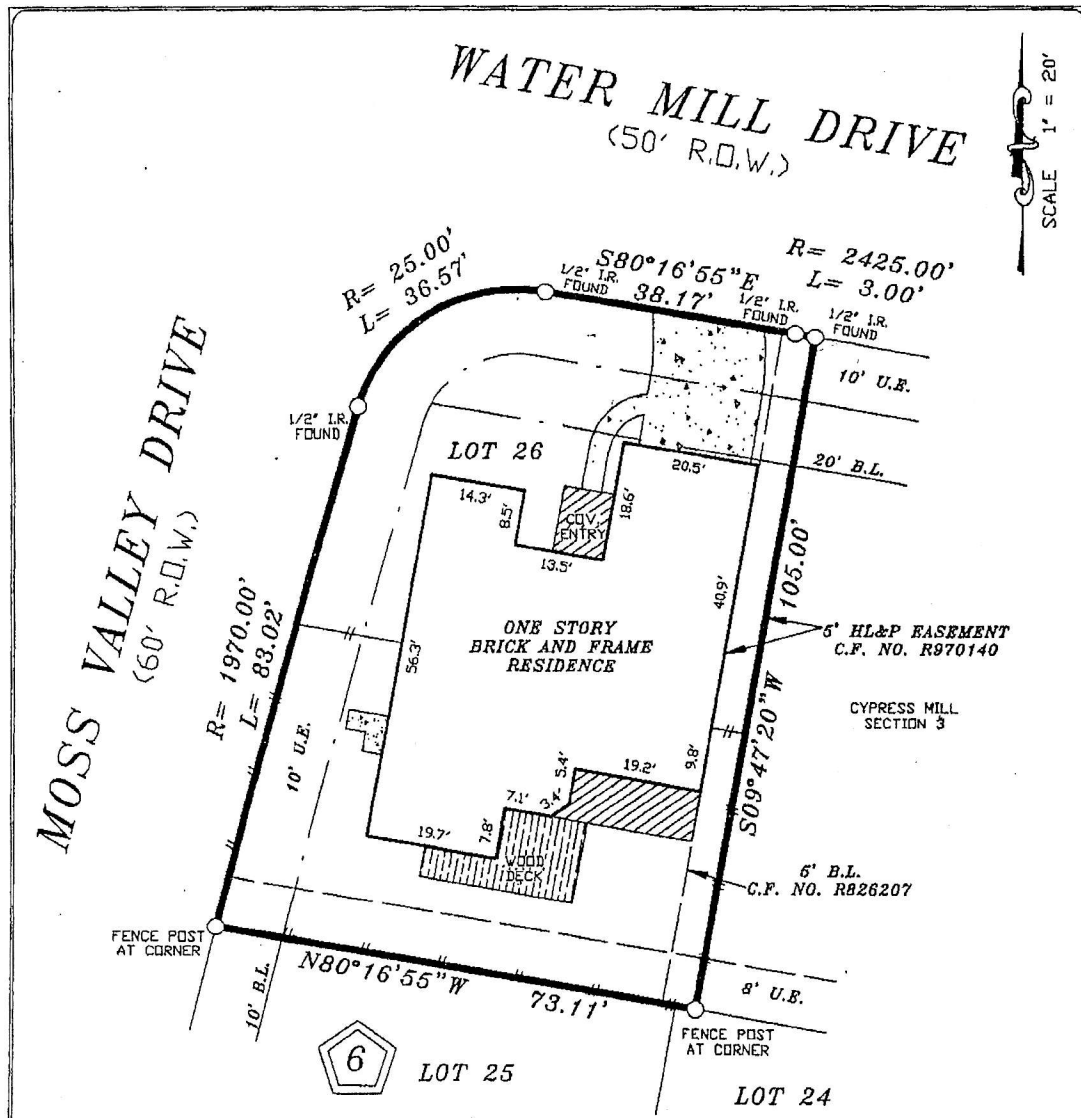 WATER MILL DRIVE
(50' R.O.W.)
SCALE 1" = 20'
R= 25.00'
L= 36.57'
1/2" I.R.
FOUND
S80°16'55"E
38.17'
1/2" I.R.
FOUND
R= 2425.00'
L= 3.00'
1/2" I.R.
FOUND
10' U.E.
1/2" I.R.
FOUND
LOT 26
20' B.L.
20.5'
14.3'
8.5'
COV.
ENTRY
18.6'
13.5'
MOSS VALLEY DRIVE
(60' R.O.W.)
R= 1970.00'
L= 83.02'
56.3'
ONE STORY
BRICK AND FRAME
RESIDENCE
40.9'
105.00'
S09°47'20"W
5' HL&P EASEMENT
C.F. NO. R970140
CYPRESS MILL
SECTION 3
10' U.E.
19.2'
9.8'
5.4'
7.1'
19.7'
7.8'
WOOD
DECK
5' B.L.
C.F. NO. R826207
FENCE POST
AT CORNER
N80°16'55"W
73.11'
10' B.L.
8' U.E.
FENCE POST
AT CORNER
6
LOT 25
LOT 24